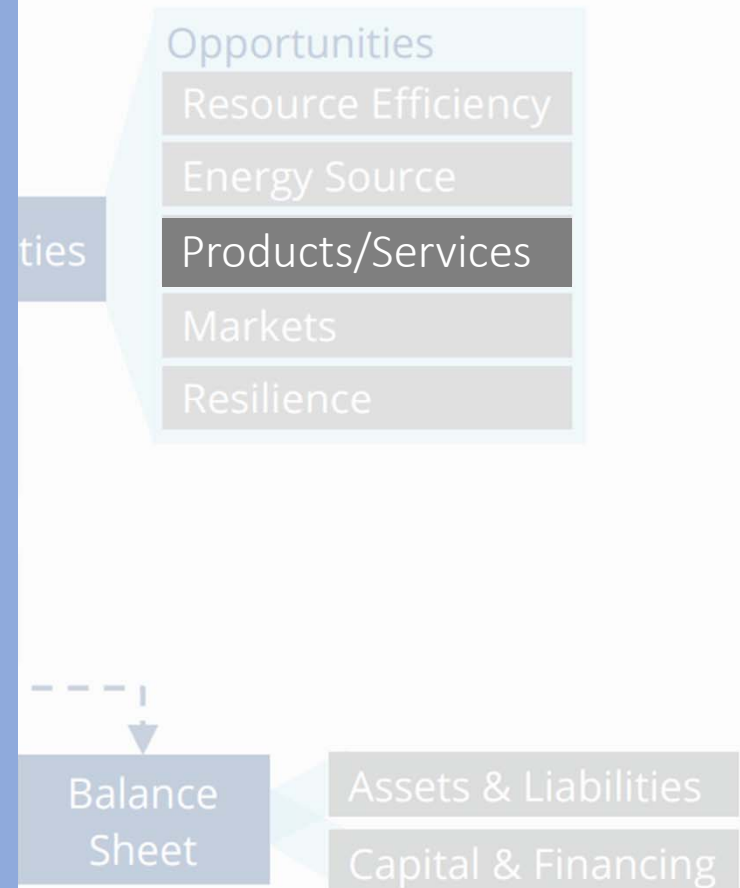 Opportunities
Resource Efficiency
Energy Source
ties
Products/Services
Markets
Resilience
Balance
Sheet
Assets & Liabilities
Capital & Financing